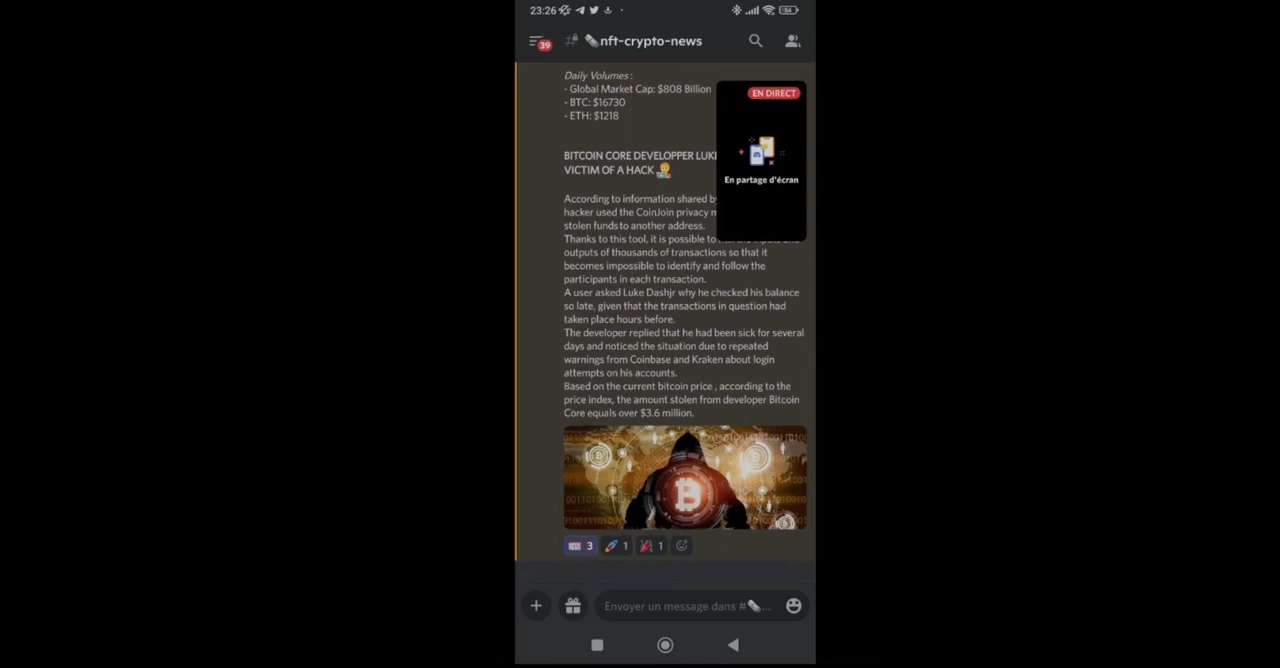 23:26
54
39
nft-crypto-news
Daily Volumes :
- Global Market Cap: $808 Billion
- BTC: $16730
- ETH: $1218
EN DIRECT
En partage d'écran
BITCOIN CORE DEVELOPPER LUKE
VICTIM OF A HACK
According to information shared by
hacker used the CoinJoin privacy
stolen funds to another address.
Thanks to this tool, it is possible to
outputs of thousands of transactions so that it
becomes impossible to identify and follow the
participants in each transaction.
A user asked Luke Dashjr why he checked his balance
so late, given that the transactions in question had
taken place hours before.
The developer replied that he had been sick for several
days and noticed the situation due to repeated
warnings from Coinbase and Kraken about login
attempts on his accounts.
Based on the current bitcoin price , according to the
price index, the amount stolen from developer Bitcoin
Core equals over $3.6 million.
3
1
1
Envoyer un message dans #